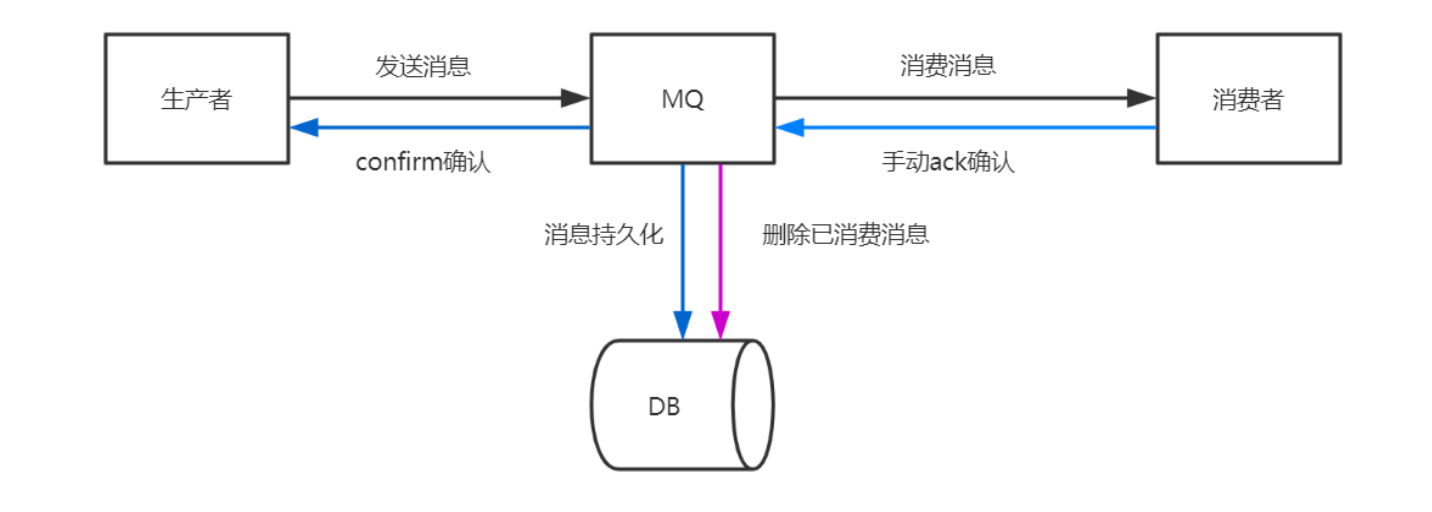 发送消息
消费消息
生产者
MQ
消费者
confirm确认
手动ack确认
消息持久化
删除已消费消息
DB